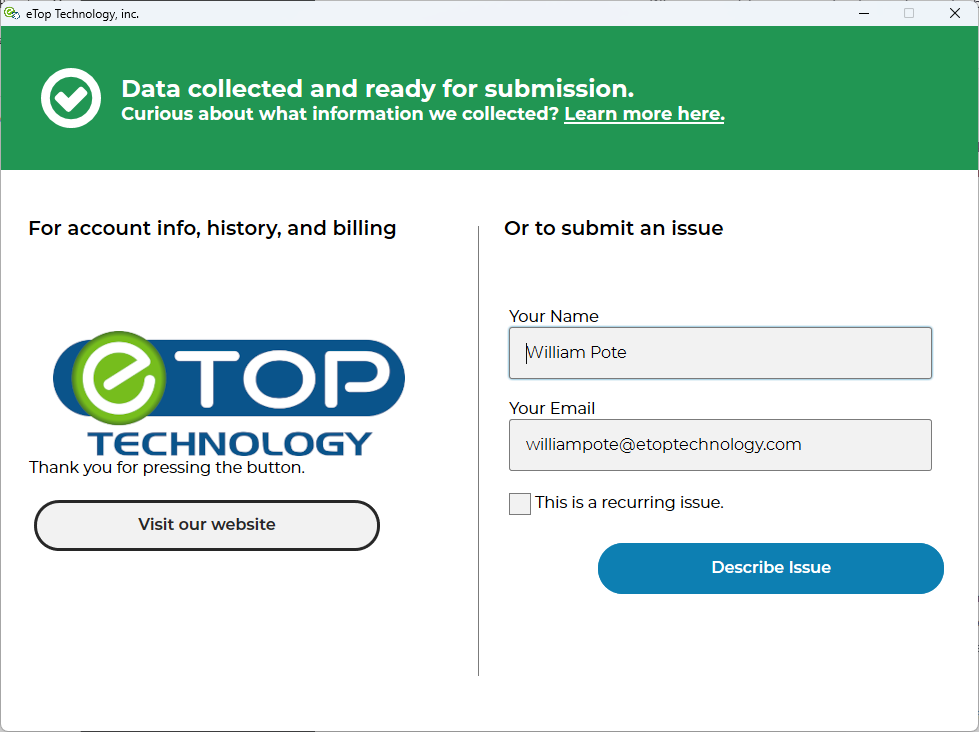 eTop Technology, inc.
Data collected and ready for submission.
Curious about what information we collected? Learn more here.
For account info, history, and billing
eTOP
TECHNOLOGY
Thank you for pressing the button.
Visit our website
Or to submit an issue
Your Name
William Pote
Your Email
williampote@etoptechnology.com
This is a recurring issue.
Describe Issue